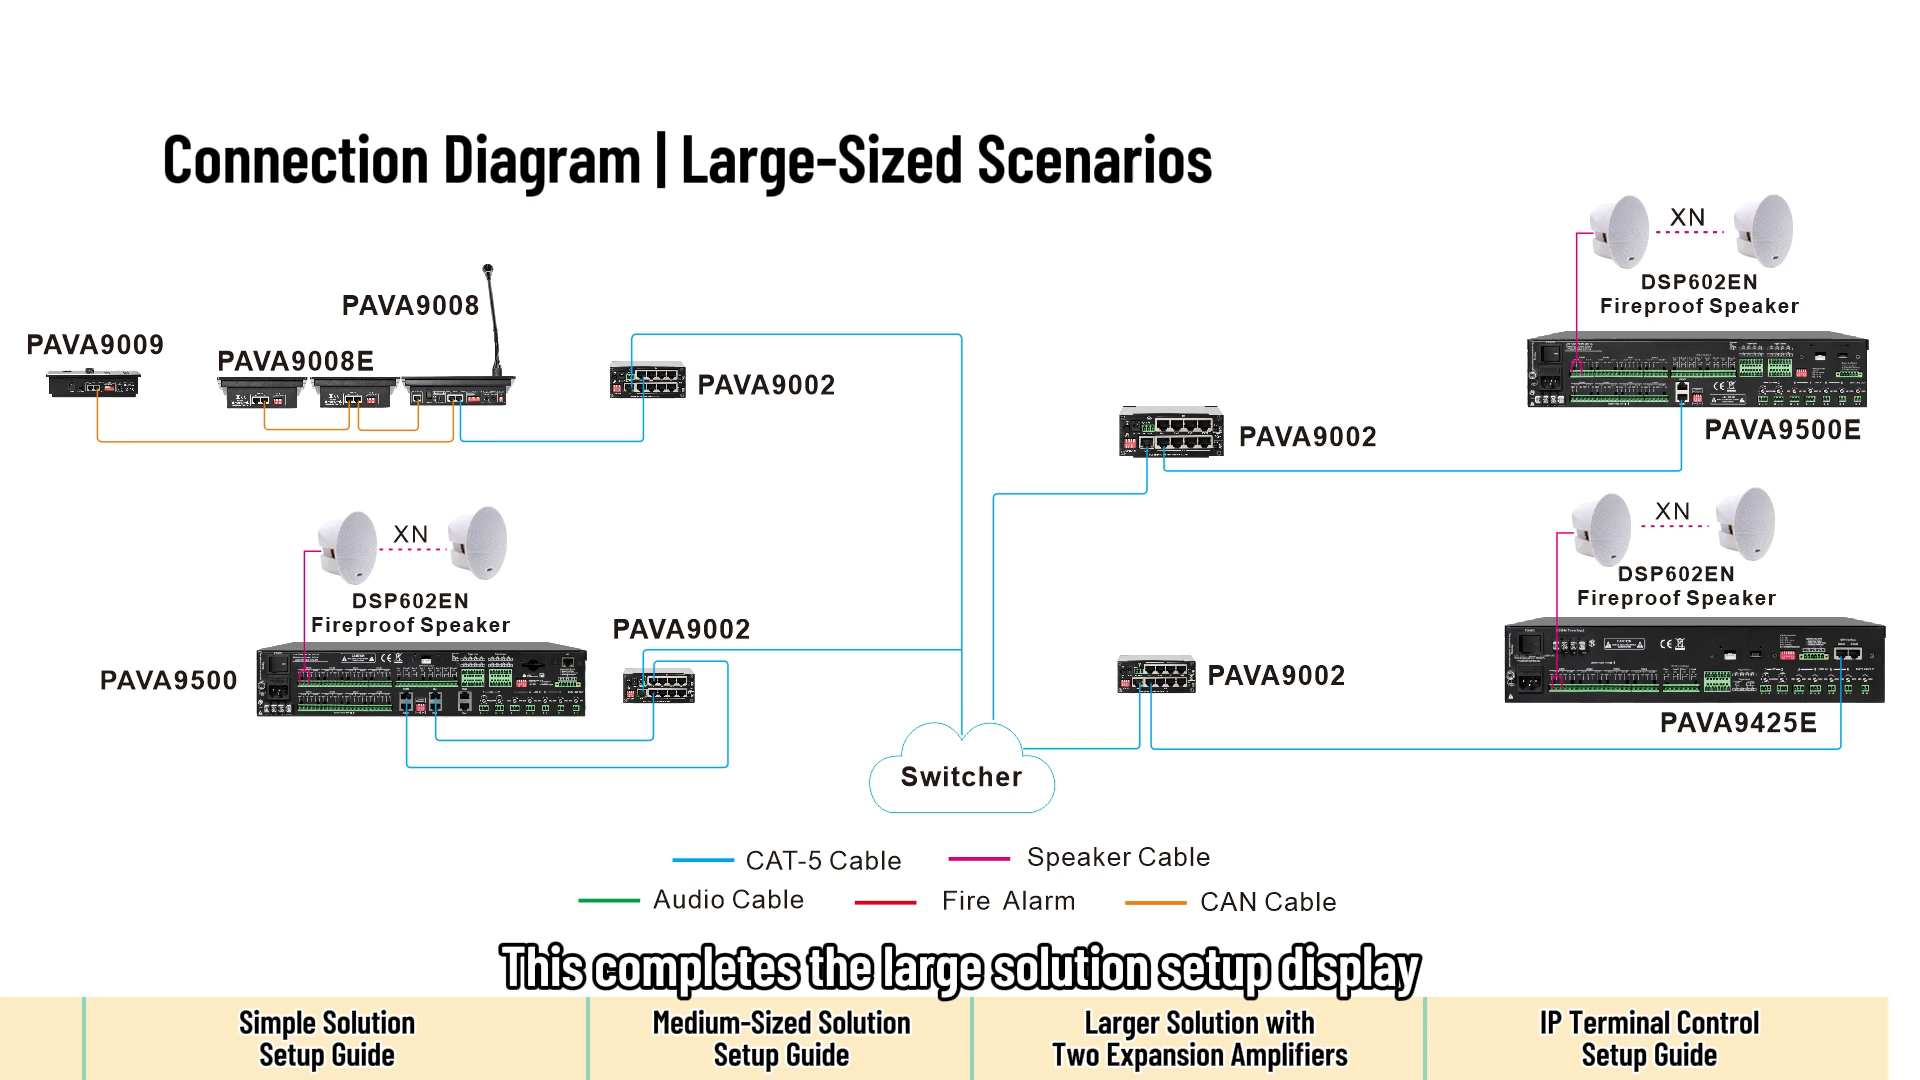 Connection Diagram | Large-Sized Scenarios
XN
DSP602EN
Fireproof Speaker
PAVA9008
PAVA9009
PAVA9008E
PAVA9002
PAVA9002
PAVA9500E
XN
DSP602EN
Fireproof Speaker
XN
DSP602EN
Fireproof Speaker
PAVA9002
PAVA9500
PAVA9002
PAVA9425E
Switcher
CAT-5 Cable
Speaker Cable
Audio Cable
Fire Alarm
CAN Cable
This completes the large solution setup display
Simple Solution
Setup Guide
Medium-Sized Solution
Setup Guide
Larger Solution with
Two Expansion Amplifiers
IP Terminal Control
Setup Guide